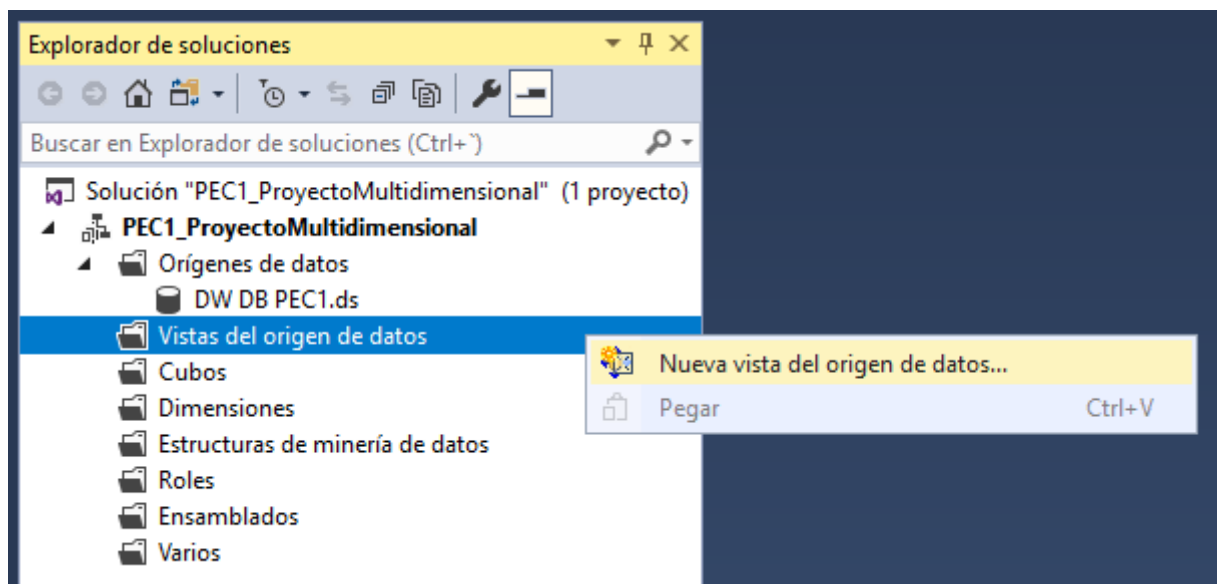 Explorador de soluciones
Buscar en Explorador de soluciones (Ctrl+`)
Solución "PEC1_ProyectoMultidimensional" (1 proyecto)
PEC1_ProyectoMultidimensional
Orígenes de datos
DW DB PEC1.ds
Vistas del origen de datos
Nueva vista del origen de datos...
Cubos
Pegar Ctrl+V
Dimensiones
Estructuras de minería de datos
Roles
Ensamblados
Varios